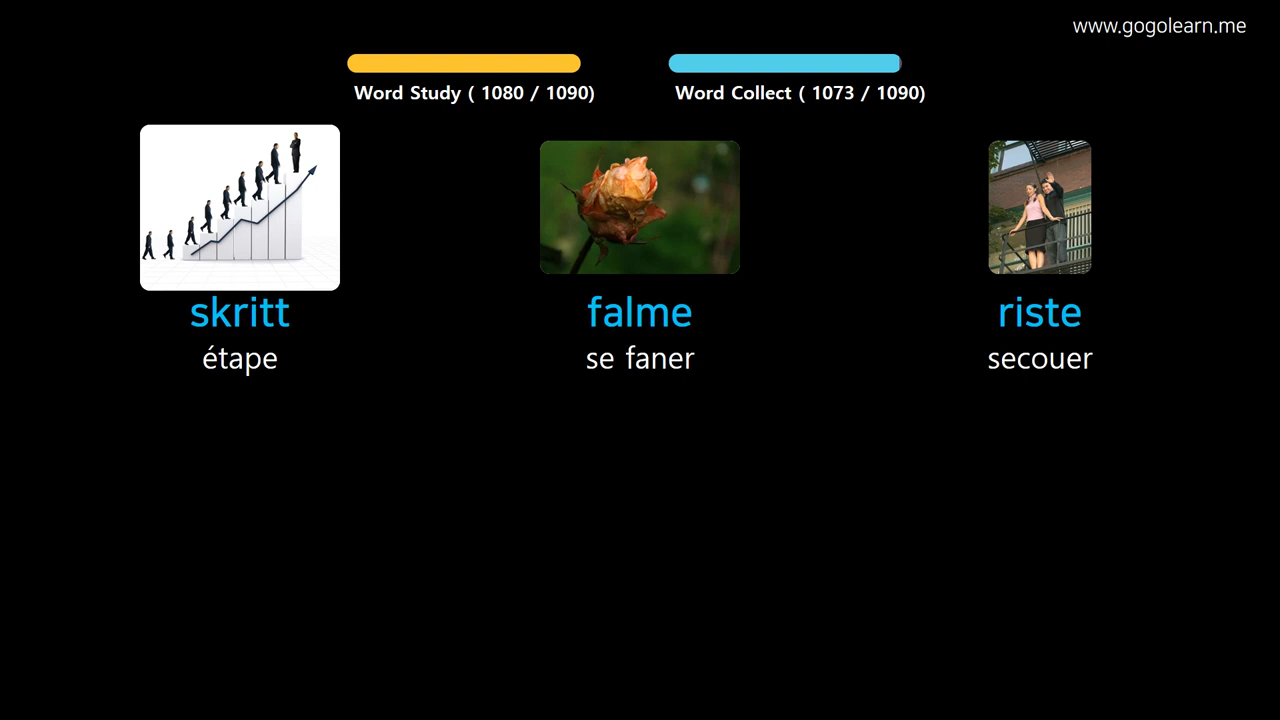 www.gogolearn.me
Word Study ( 1080 / 1090)
Word Collect ( 1073 / 1090)
skritt
falme
riste
étape
se faner
secouer